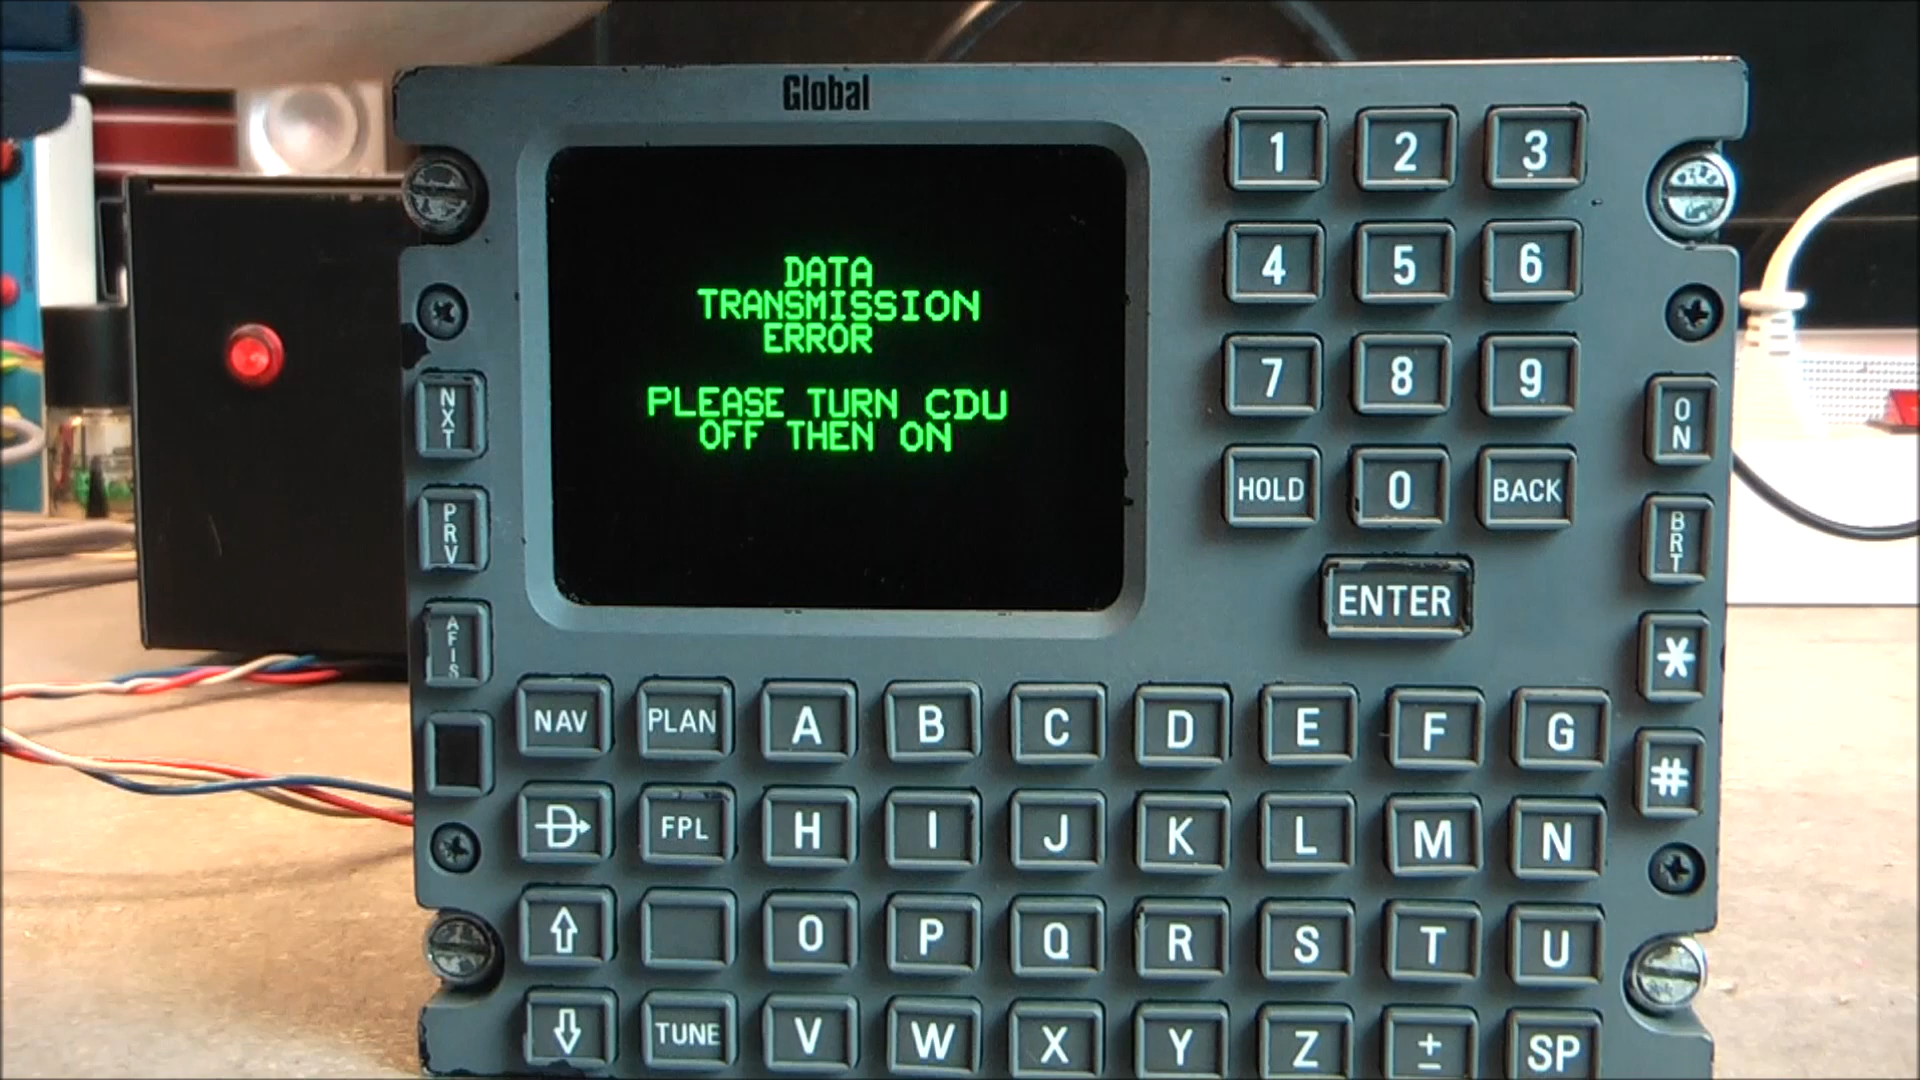 Global
DATA
TRANSMISSION
ERROR
PLEASE TURN CDU
OFF THEN ON
1 2 3
4 5 6
7 8 9
HOLD 0 BACK
ENTER
NXT
PRV
AFIS
ON
BRT
*
#
NAV PLAN A B C D E F G
D FPL H I J K L M N
⇧ O P Q R S T U
⇩ TUNE V W X Y Z ± SP